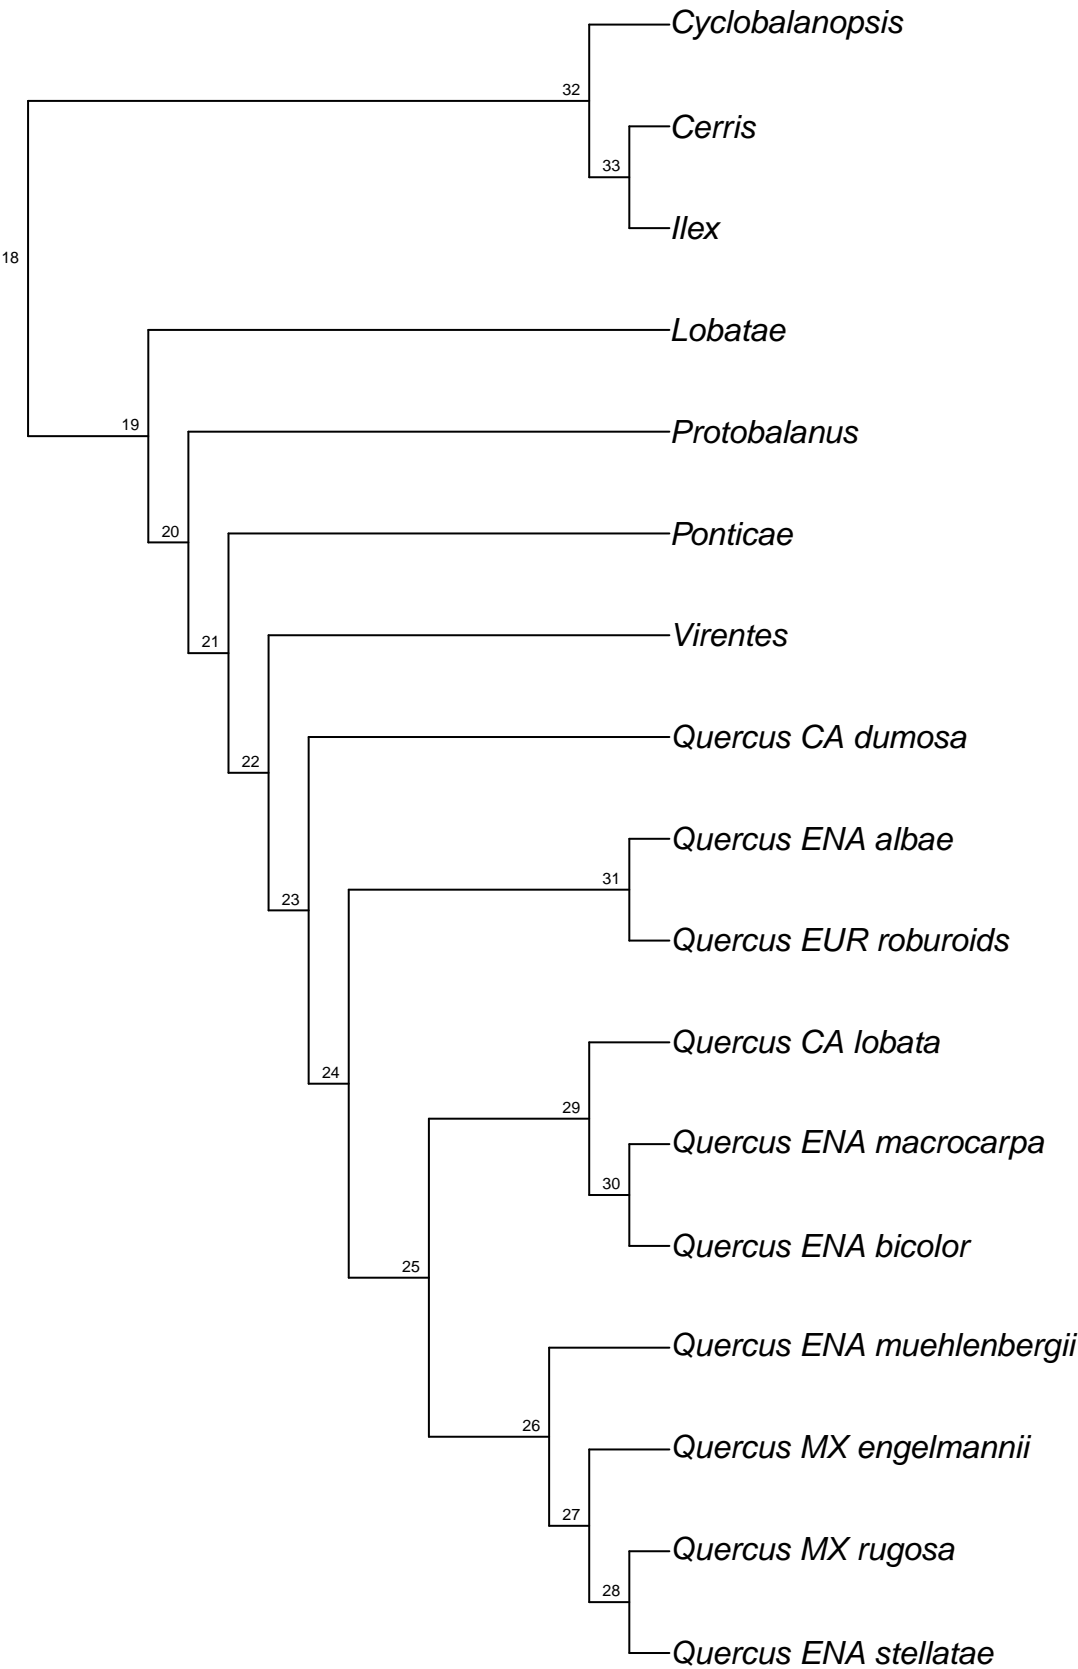 Cyclobalanopsis
32
Cerris
33
Ilex
18
Lobatae
19
Protobalanus
20
Ponticae
21
Virentes
22
Quercus CA dumosa
Quercus ENA albae
31
23
Quercus EUR roburoids
Quercus CA lobata
24
29
Quercus ENA macrocarpa
30
Quercus ENA bicolor
25
Quercus ENA muehlenbergii
26
Quercus MX engelmannii
27
Quercus MX rugosa
28
Quercus ENA stellatae